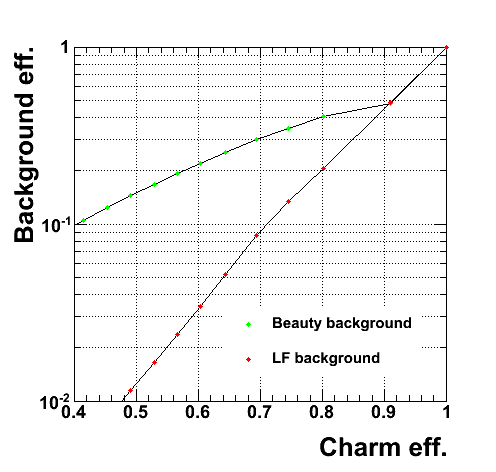 Background eff.
1
10-1
10-2
0.4 0.5 0.6 0.7 0.8 0.9 1
Beauty background
LF background
Charm eff.